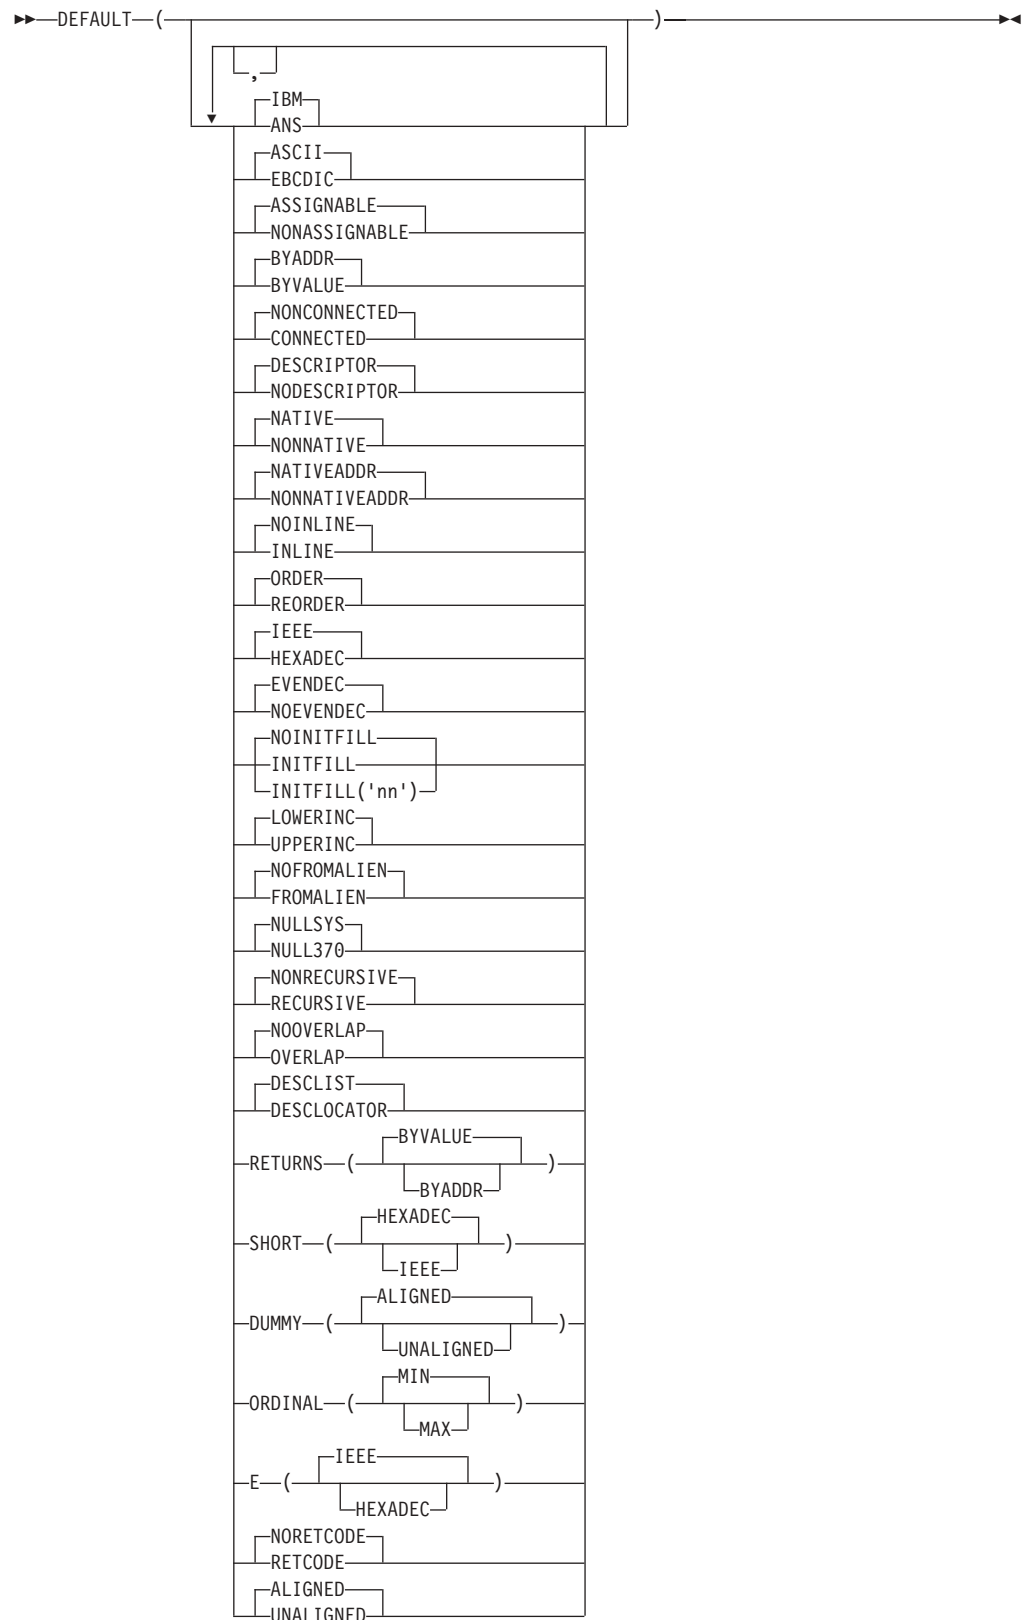 DEFAULT ( )
,
IBM
ANS
ASCII
EBCDIC
ASSIGNABLE
NONASSIGNABLE
BYADDR
BYVALUE
NONCONNECTED
CONNECTED
DESCRIPTOR
NODESCRIPTOR
NATIVE
NONNATIVE
NATIVEADDR
NONNATIVEADDR
NOINLINE
INLINE
ORDER
REORDER
IEEE
HEXADEC
EVENDEC
NOEVENDEC
NOINITFILL
INITFILL
INITFILL('nn')
LOWERINC
UPPERINC
NOFROMALIEN
FROMALIEN
NULLSYS
NULL370
NONRECURSIVE
RECURSIVE
NOOVERLAP
OVERLAP
DESCLIST
DESCLOCATOR
BYVALUE
RETURNS ( )
BYADDR
HEXADEC
SHORT ( )
IEEE
ALIGNED
DUMMY ( )
UNALIGNED
MIN
ORDINAL ( )
MAX
IEEE
E ( )
HEXADEC
NORETCODE
RETCODE
ALIGNED
UNALIGNED